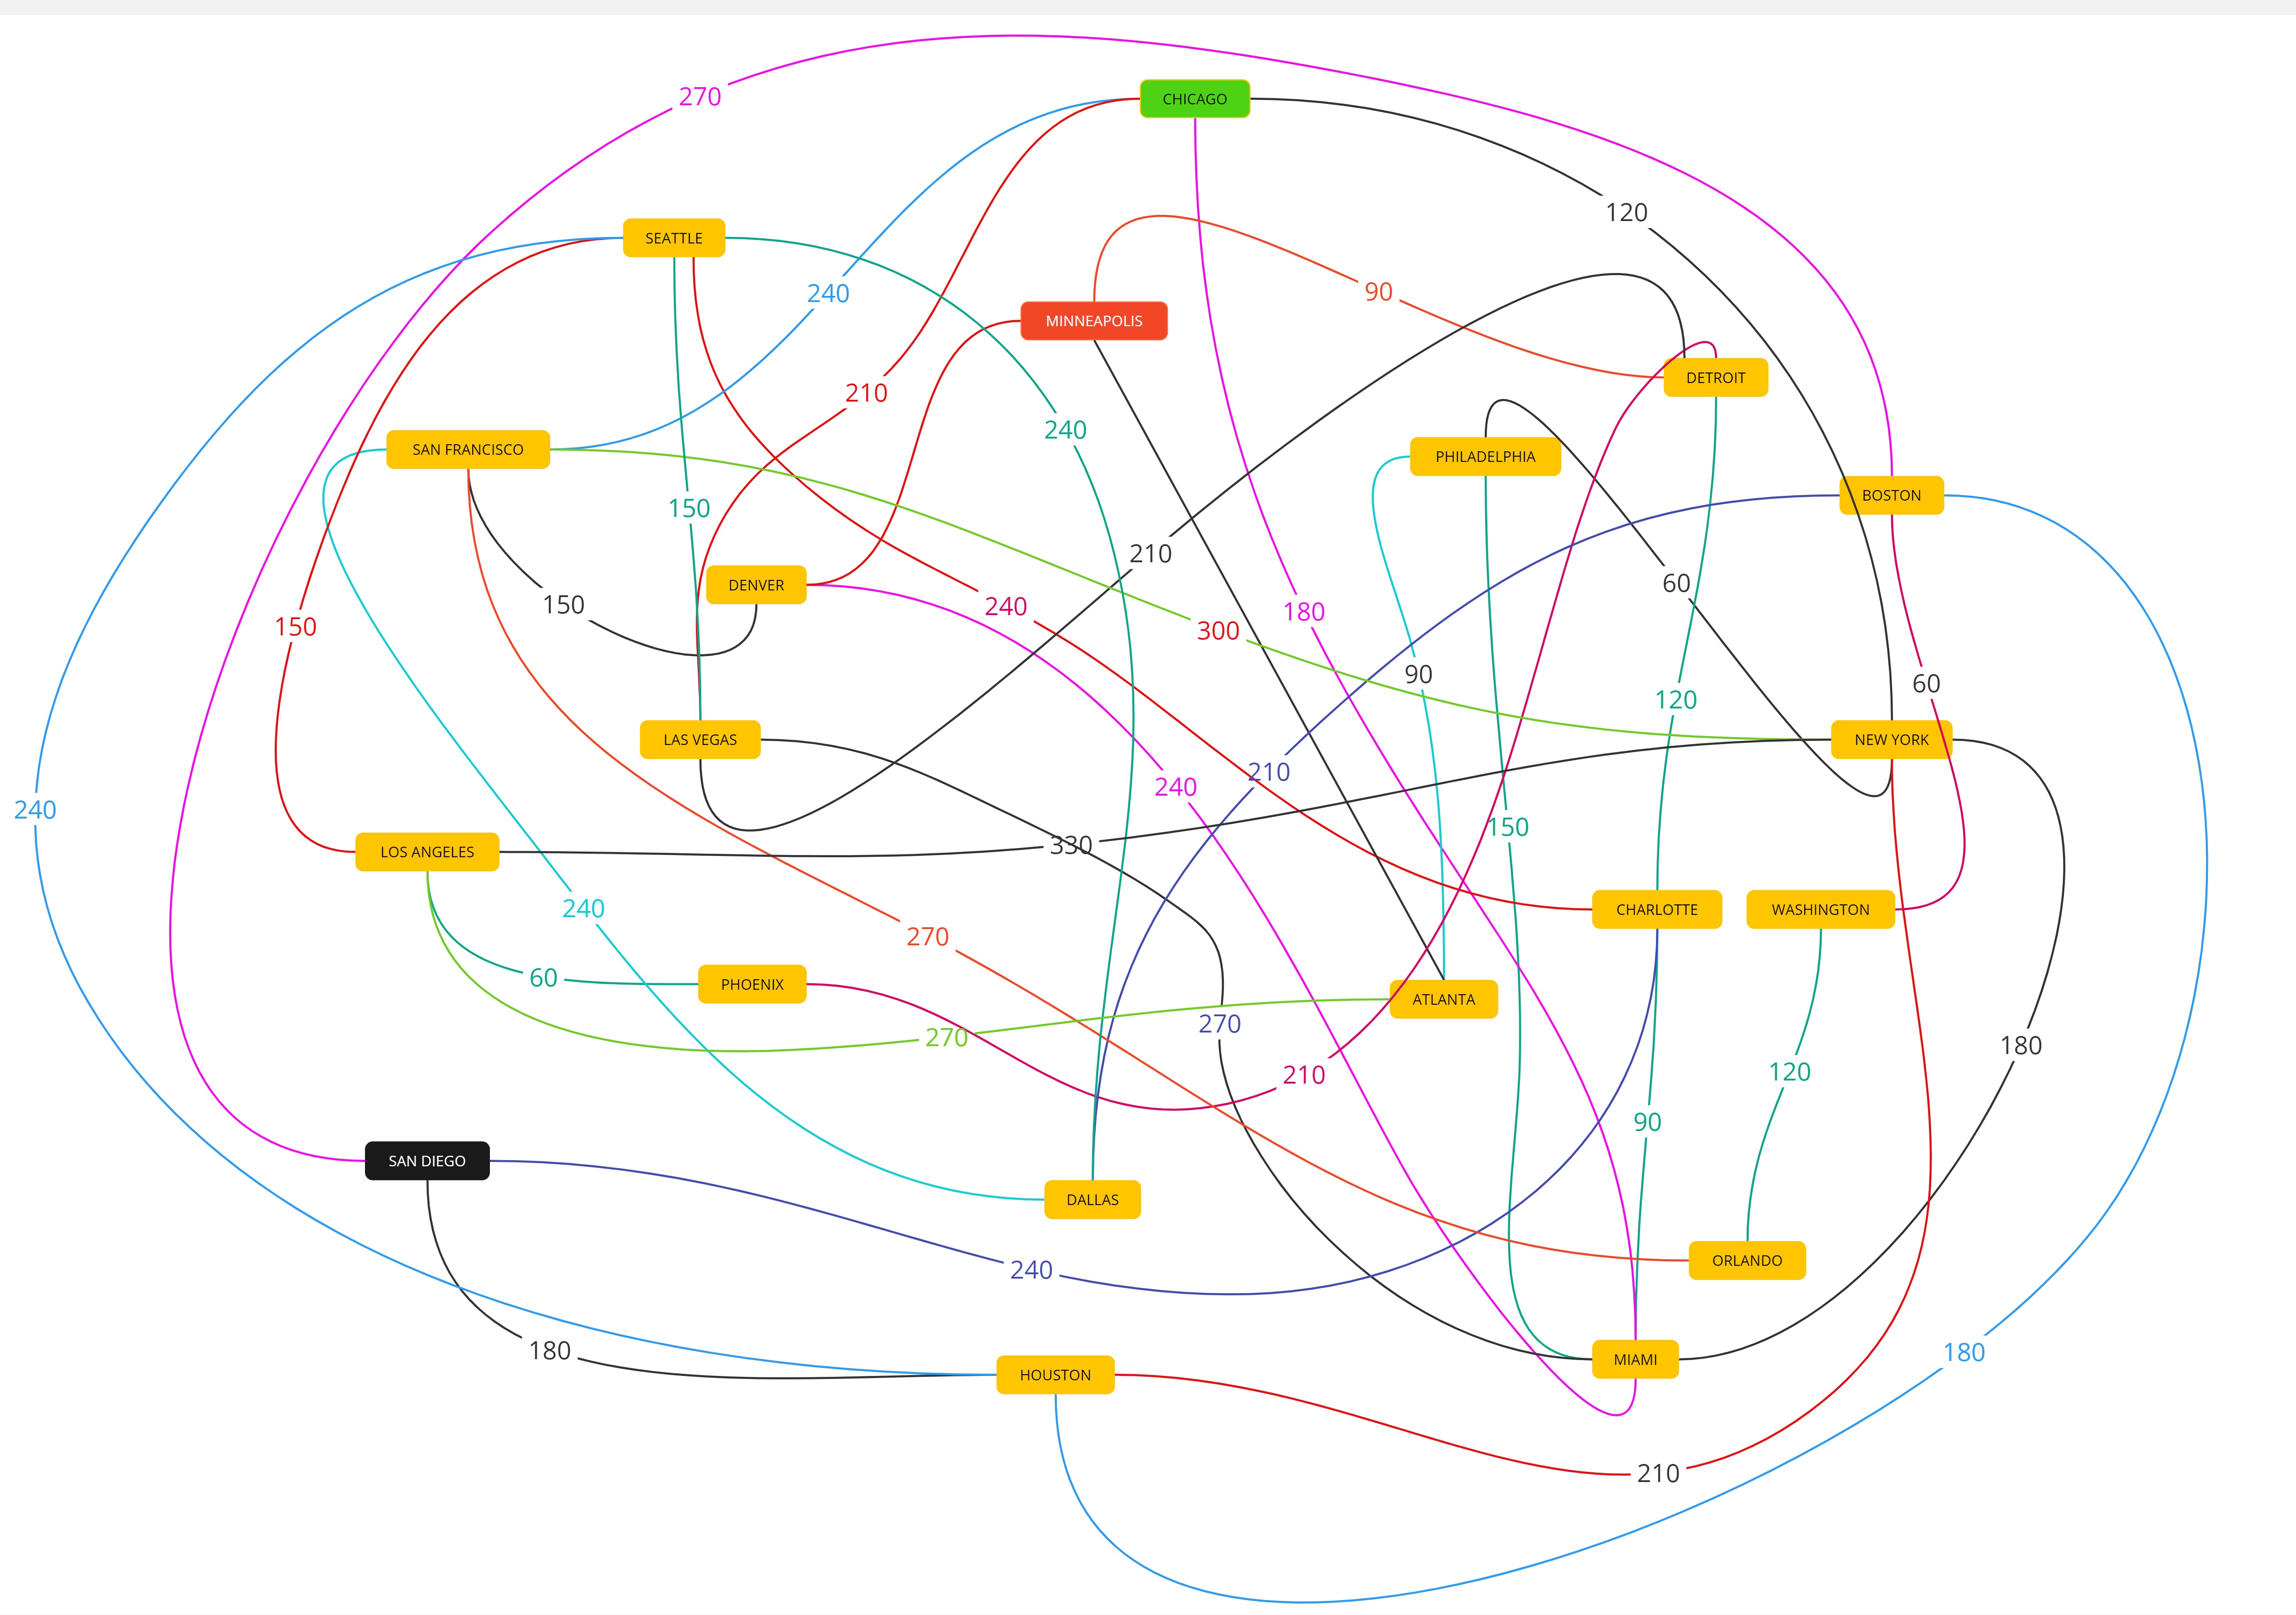 270
CHICAGO
120
SEATTLE
240
90
MINNEAPOLIS
DETROIT
210
240
SAN FRANCISCO
PHILADELPHIA
BOSTON
150
210
DENVER
60
150
240
180
150
300
90
60
120
LAS VEGAS
NEW YORK
210
240
240
150
330
LOS ANGELES
240
CHARLOTTE
WASHINGTON
270
60
PHOENIX
ATLANTA
270
270
180
120
210
90
SAN DIEGO
DALLAS
ORLANDO
240
180
180
MIAMI
HOUSTON
210